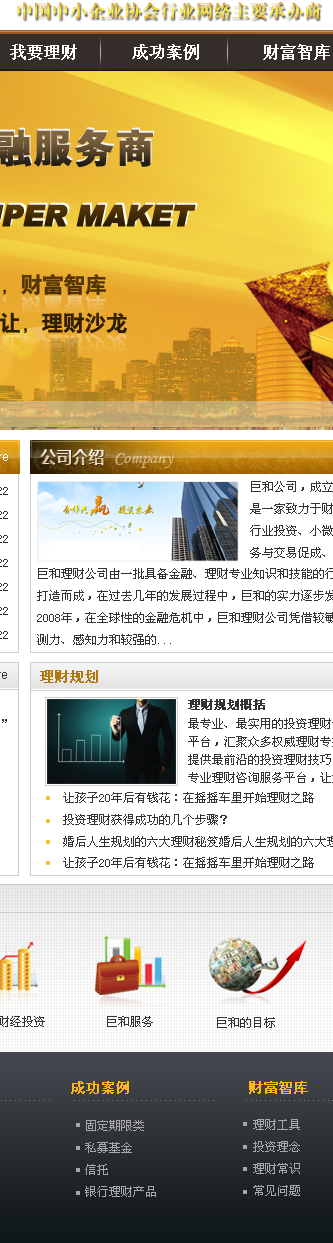 中国中小企业协会行业网络主要承办商
我要理财 成功案例 财富智库
融服务商
UPER MAKET
，财富智库
让，理财沙龙
re
公司介绍 Company
22
22
22
22
22
22
22
合作共赢 投资永业
巨和公司，成立
是一家致力于财
行业投资、小微
务与交易促成、
巨和理财公司由一批具备金融、理财专业知识和技能的行
打造而成，在过去几年的发展过程中，巨和的实力逐步发
2008年，在全球性的金融危机中，巨和理财公司凭借较敏
测力、感知力和较强的...
re
理财规划
”
理财规划概括
最专业、最实用的投资理财
平台，汇聚众多权威理财专
提供最前沿的投资理财技巧
专业理财咨询服务平台，让
让孩子20年后有钱花：在摇摇车里开始理财之路
投资理财获得成功的几个步骤？
婚后人生规划的六大理财秘笈婚后人生规划的六大理
让孩子20年后有钱花：在摇摇车里开始理财之路
财经投资 巨和服务 巨和的目标
成功案例
固定期限类
私募基金
信托
银行理财产品
财富智库
理财工具
投资理念
理财常识
常见问题